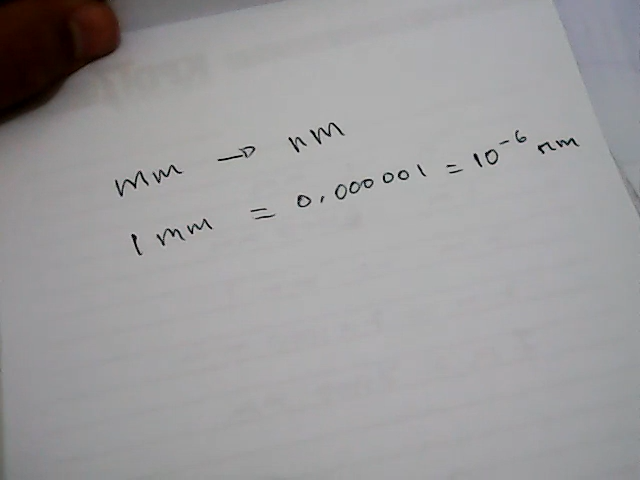 mm → nm
1 mm = 0.000001 = 10⁻⁶ nm